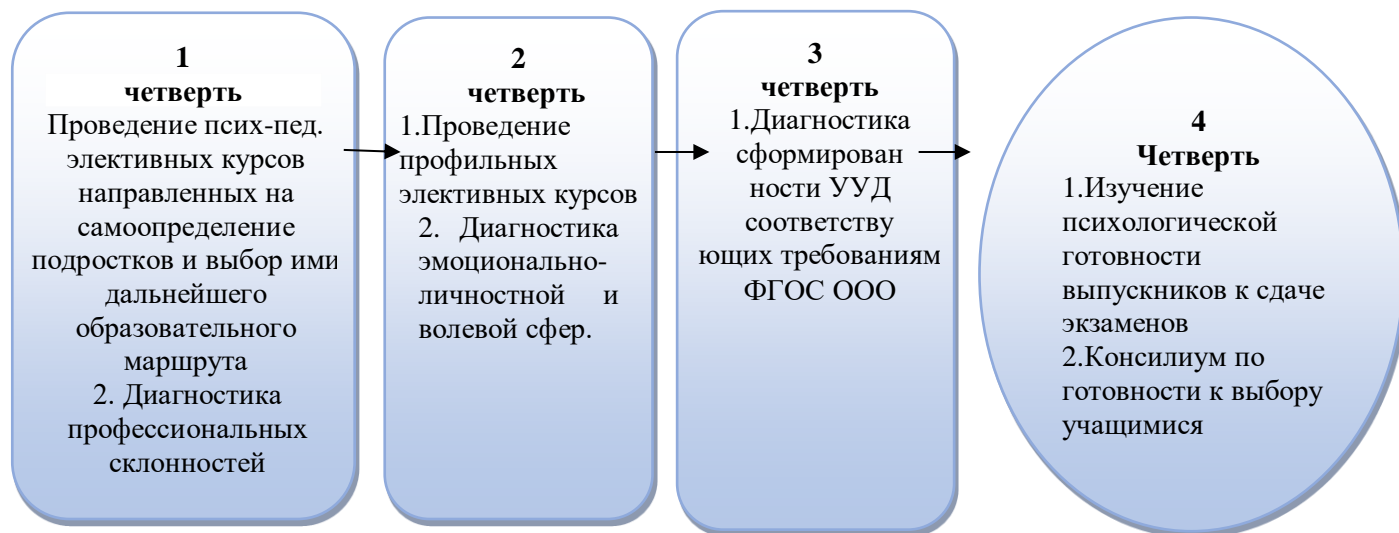 1
четверть
Проведение псих-пед.
элективных курсов
направленных на
самоопределение
подростков и выбор ими
дальнейшего
образовательного
маршрута
2. Диагностика
профессиональных
склонностей
2
четверть
1.Проведение
профильных
элективных курсов
2. Диагностика
эмоционально-
личностной и
волевой сфер.
3
четверть
1.Диагностика
сформирован
ности УУД
соответству
ющих требованиям
ФГОС ООО
4
Четверть
1.Изучение
психологической
готовности
выпускников к сдаче
экзаменов
2.Консилиум по
готовности к выбору
учащимися